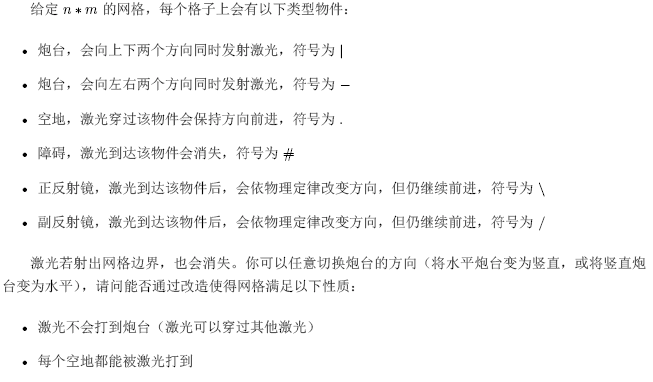 给定 n * m 的网格，每个格子上会有以下类型物件：
• 炮台，会向上下两个方向同时发射激光，符号为 |
• 炮台，会向左右两个方向同时发射激光，符号为 −
• 空地，激光穿过该物件会保持方向前进，符号为 .
• 障碍，激光到达该物件会消失，符号为 #
• 正反射镜，激光到达该物件后，会依物理定律改变方向，但仍继续前进，符号为 \
• 副反射镜，激光到达该物件后，会依物理定律改变方向，但仍继续前进，符号为 /
激光若射出网格边界，也会消失。你可以任意切换炮台的方向（将水平炮台变为竖直，或将竖直炮
台变为水平），请问能否通过改造使得网格满足以下性质：
• 激光不会打到炮台（激光可以穿过其他激光）
• 每个空地都能被激光打到